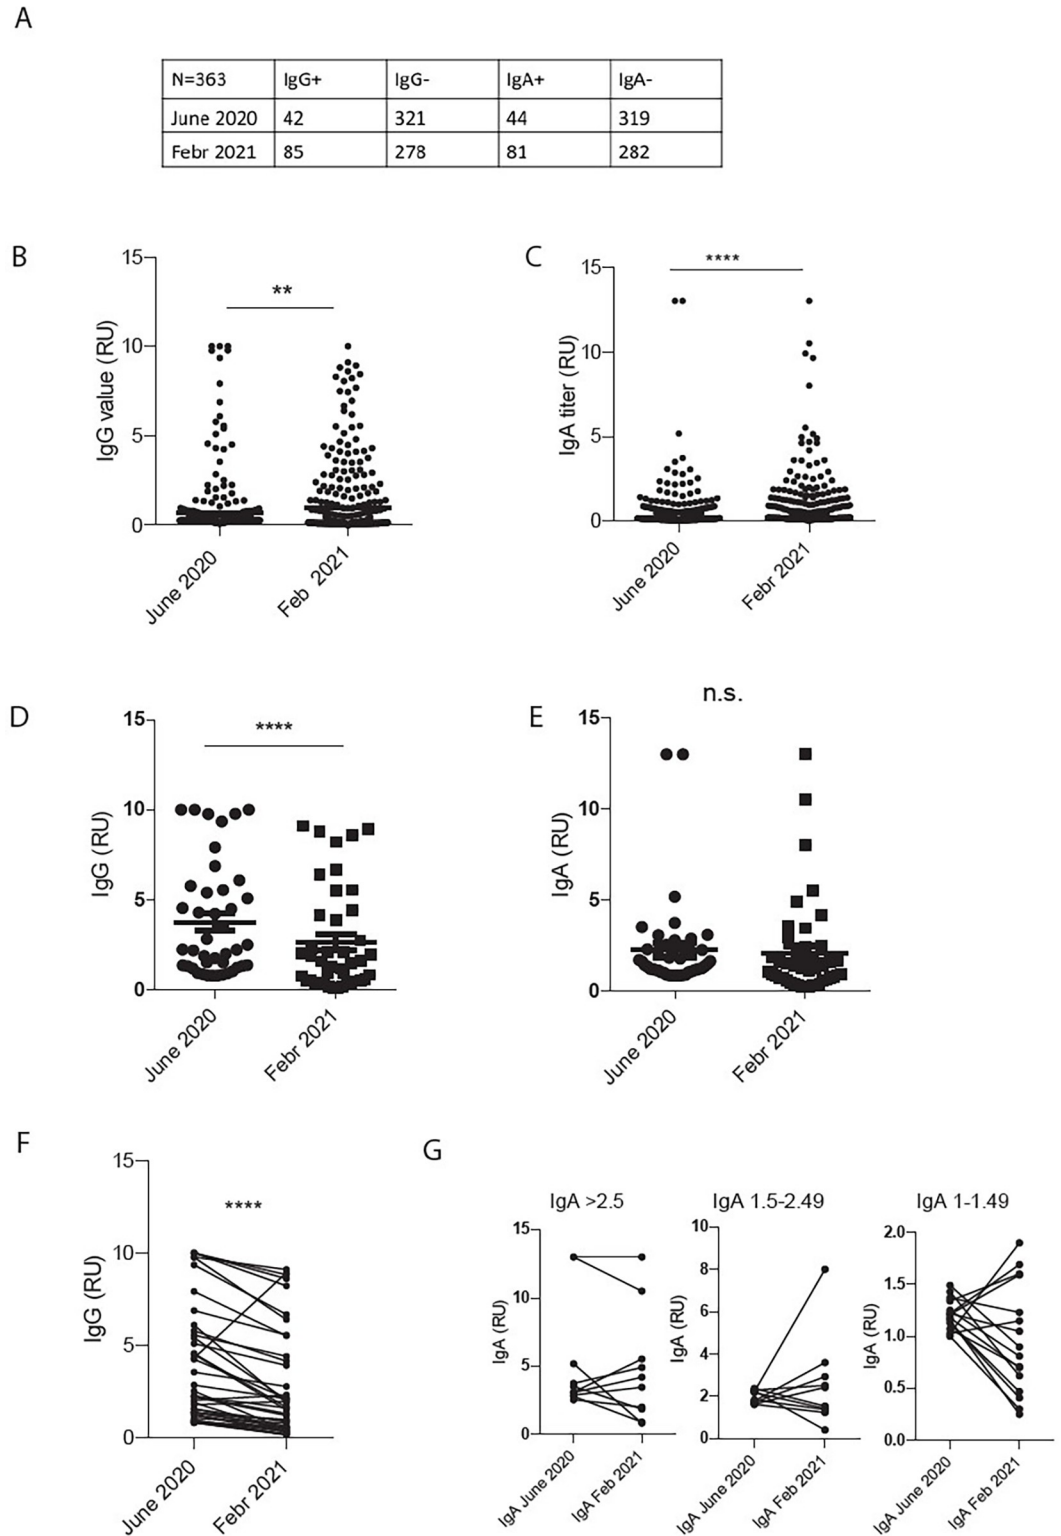 A
N=363 IgG+ IgG- IgA+ IgA-
June 2020 42 321 44 319
Febr 2021 85 278 81 282
B
**
15
10
5
0
IgG value (RU)
June 2020
Feb 2021
C
****
15
10
5
0
IgA titer (RU)
June 2020
Febr 2021
D
****
15
10
5
0
IgG (RU)
June 2020
Febr 2021
E
n.s.
15
10
5
0
IgA (RU)
June 2020
Febr 2021
F
****
15
10
5
0
IgG (RU)
June 2020
Febr 2021
G
IgA >2.5
15
10
5
0
IgA (RU)
IgA June 2020
IgA Feb 2021
IgA 1.5-2.49
10
8
6
4
2
0
IgA (RU)
IgA June 2020
IgA Feb 2021
IgA 1-1.49
2.0
1.5
1.0
0.5
0.0
IgA (RU)
IgA June 2020
IgA Feb 2021